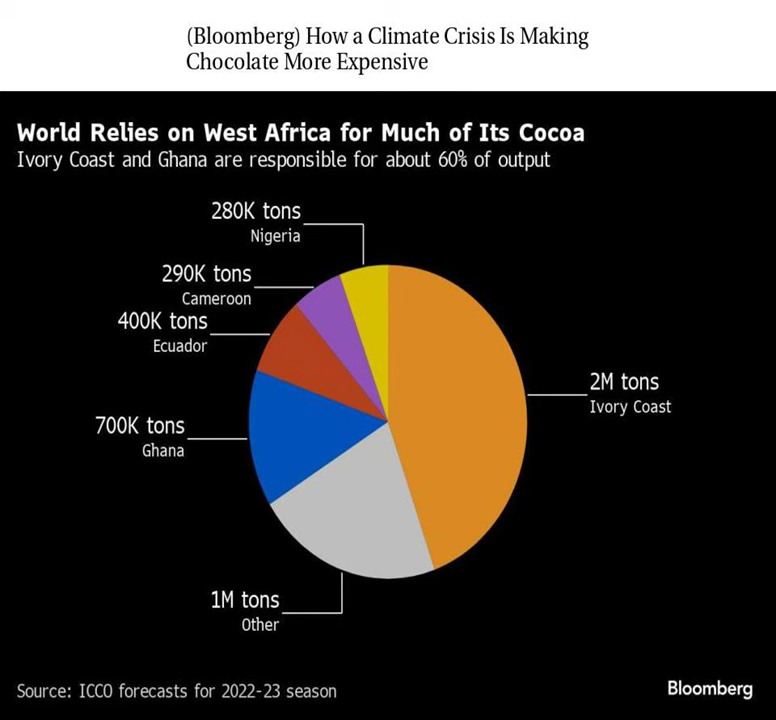 (Bloomberg) How a Climate Crisis Is Making
Chocolate More Expensive
World Relies on West Africa for Much of Its Cocoa
Ivory Coast and Ghana are responsible for about 60% of output
280K tons
Nigeria
290K tons
Cameroon
400K tons
Ecuador
2M tons
Ivory Coast
700K tons
Ghana
1M tons
Other
Source: ICCO forecasts for 2022-23 season
Bloomberg